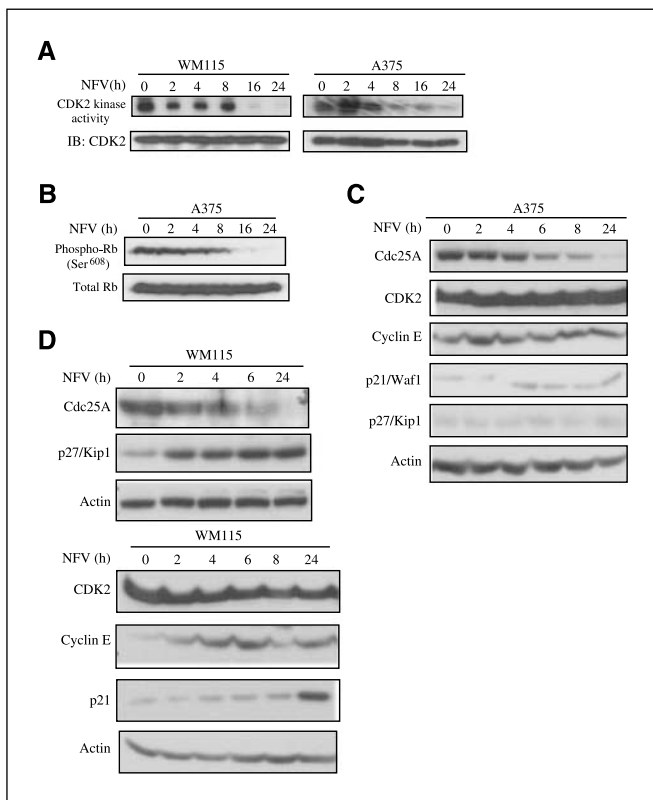 A
WM115
A375
NFV(h) 0 2 4 8 16 24 0 2 4 8 16 24
CDK2 kinase
activity
IB: CDK2
B
A375
NFV (h) 0 2 4 8 16 24
Phospho-Rb
(Ser608)
Total Rb
C
A375
NFV (h) 0 2 4 6 8 24
Cdc25A
CDK2
Cyclin E
p21/Waf1
p27/Kip1
Actin
D
WM115
NFV (h) 0 2 4 6 24
Cdc25A
p27/Kip1
Actin
WM115
NFV (h) 0 2 4 6 8 24
CDK2
Cyclin E
p21
Actin